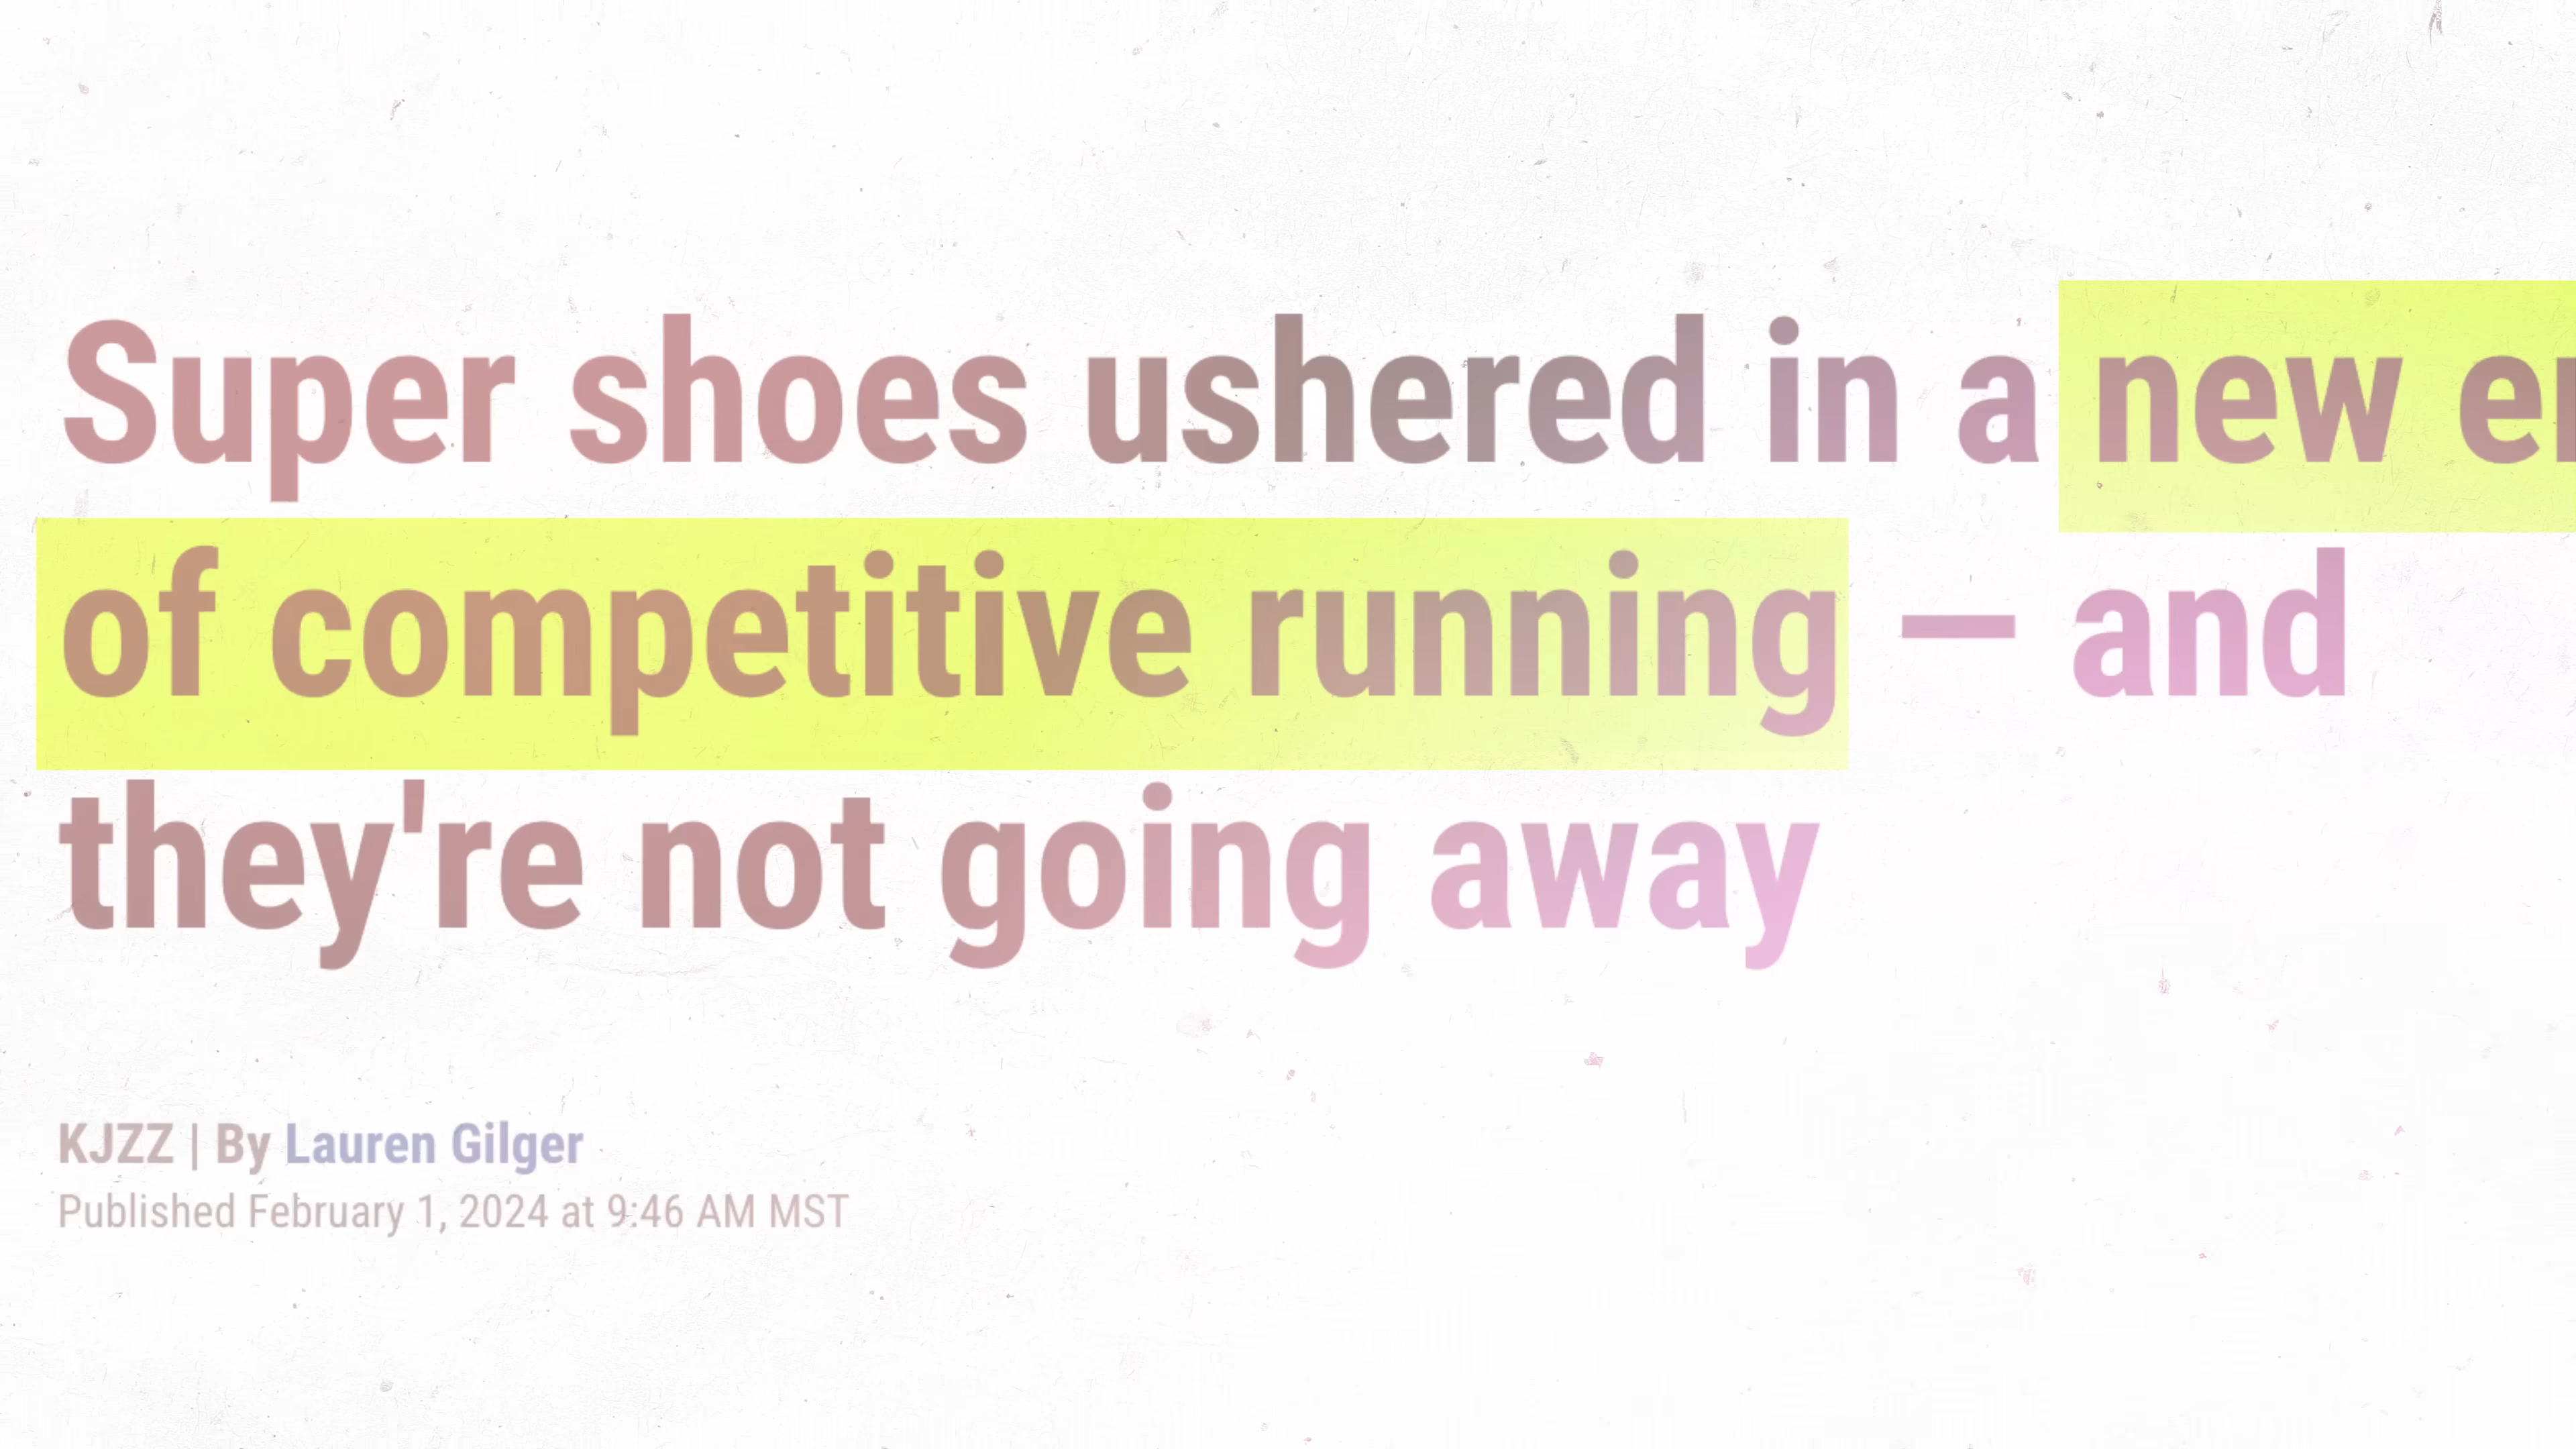 Super shoes ushered in a new er
of competitive running — and
they're not going away
KJZZ | By Lauren Gilger
Published February 1, 2024 at 9:46 AM MST